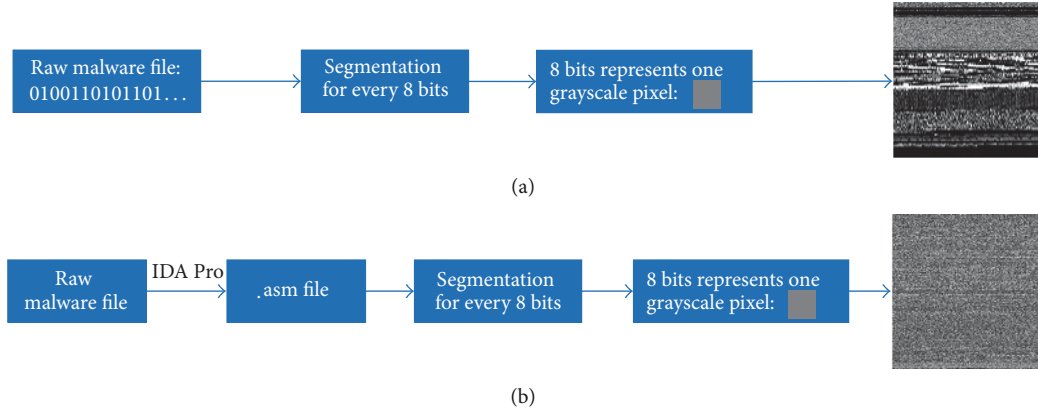 Raw malware file:
0100110101101...
Segmentation
for every 8 bits
8 bits represents one
grayscale pixel:
(a)
Raw
malware file
IDA Pro
.asm file
Segmentation
for every 8 bits
8 bits represents one
grayscale pixel:
(b)